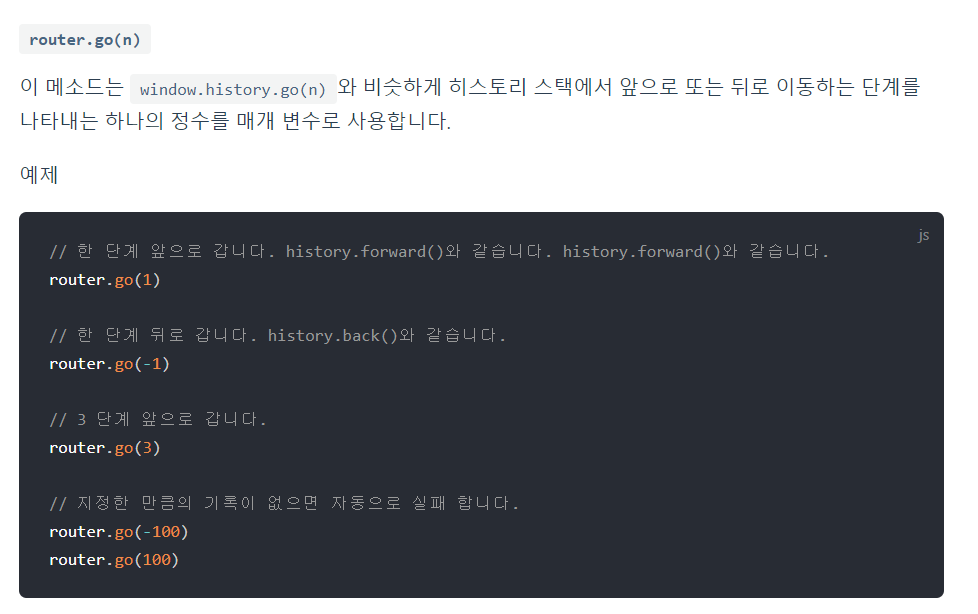 router.go(n)
이 메소드는 window.history.go(n) 와 비슷하게 히스토리 스택에서 앞으로 또는 뒤로 이동하는 단계를
나타내는 하나의 정수를 매개 변수로 사용합니다.
예제
js
// 한 단계 앞으로 갑니다. history.forward()와 같습니다. history.forward()와 같습니다.
router.go(1)
// 한 단계 뒤로 갑니다. history.back()와 같습니다.
router.go(-1)
// 3 단계 앞으로 갑니다.
router.go(3)
// 지정한 만큼의 기록이 없으면 자동으로 실패 합니다.
router.go(-100)
router.go(100)